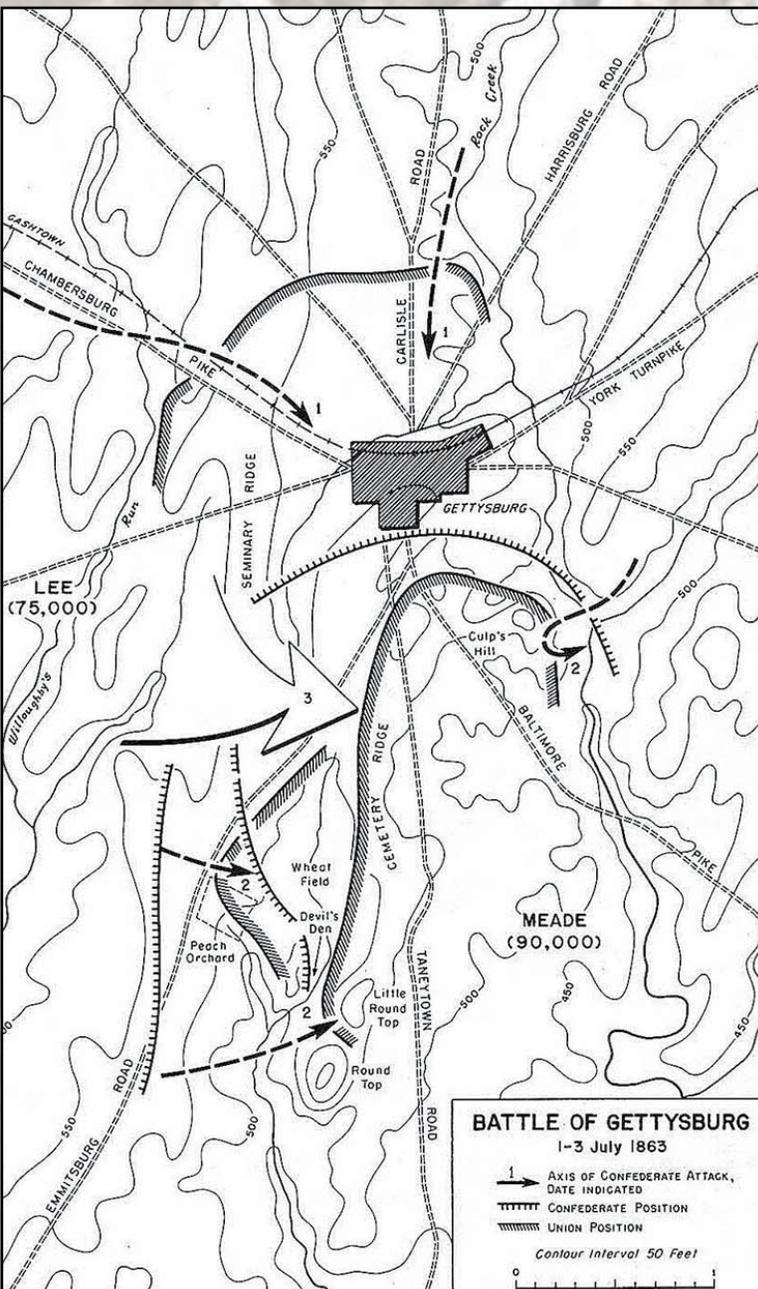 500
Rock Creek
HARRISBURG ROAD
550
ROAD
CASHTOWN
CHAMBERSBURG
PIKE
CARLISLE
1
1
YORK TURNPIKE
500
550
SEMINARY RIDGE
GETTYSBURG
Run
LEE
(75,000)
500
Culp's
Hill
2
Willoughby's
3
BALTIMORE
PIKE
CEMETERY RIDGE
Wheat
Field
2
Devil's
Den
Peach
Orchard
MEADE
(90,000)
TANEYTOWN
ROAD
Little
Round
Top
2
500
450
450
Round
Top
EMMITSBURG ROAD
550
500
BATTLE OF GETTYSBURG
1-3 July 1863
1 AXIS OF CONFEDERATE ATTACK,
DATE INDICATED
CONFEDERATE POSITION
UNION POSITION
Contour Interval 50 Feet
0 1